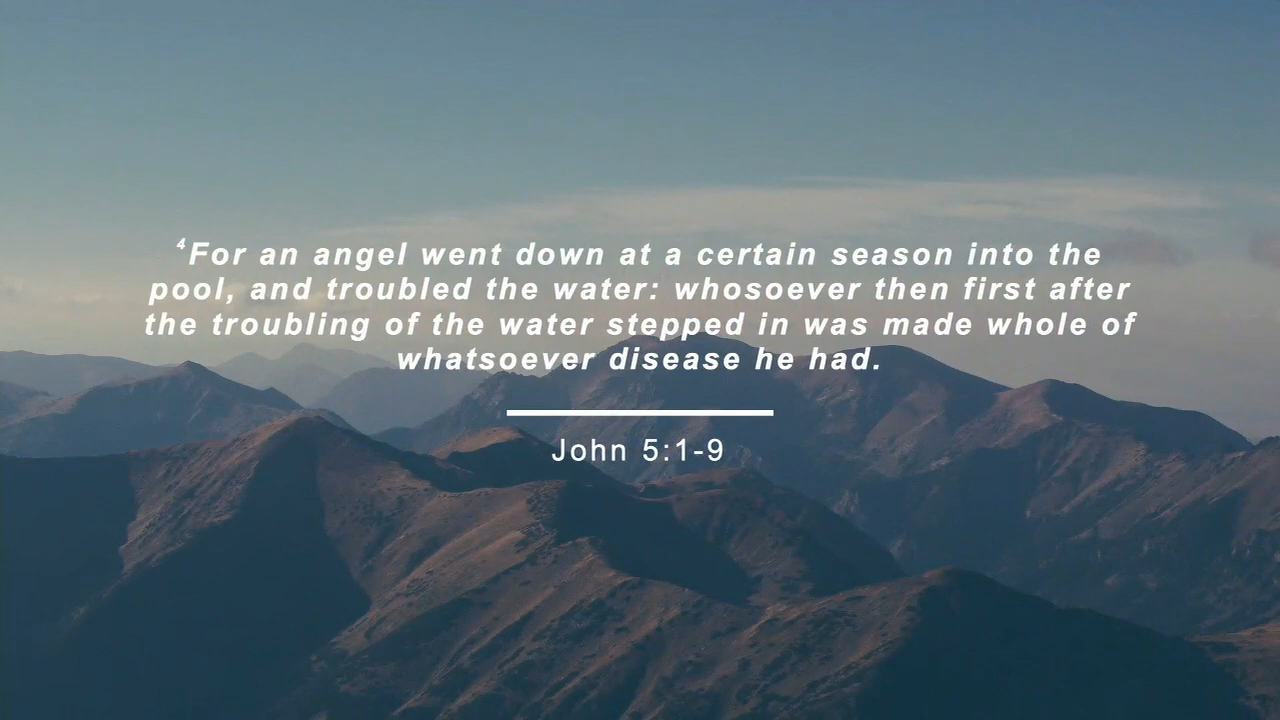 ⁴For an angel went down at a certain season into the
pool, and troubled the water: whosoever then first after
the troubling of the water stepped in was made whole of
whatsoever disease he had.
John 5:1-9